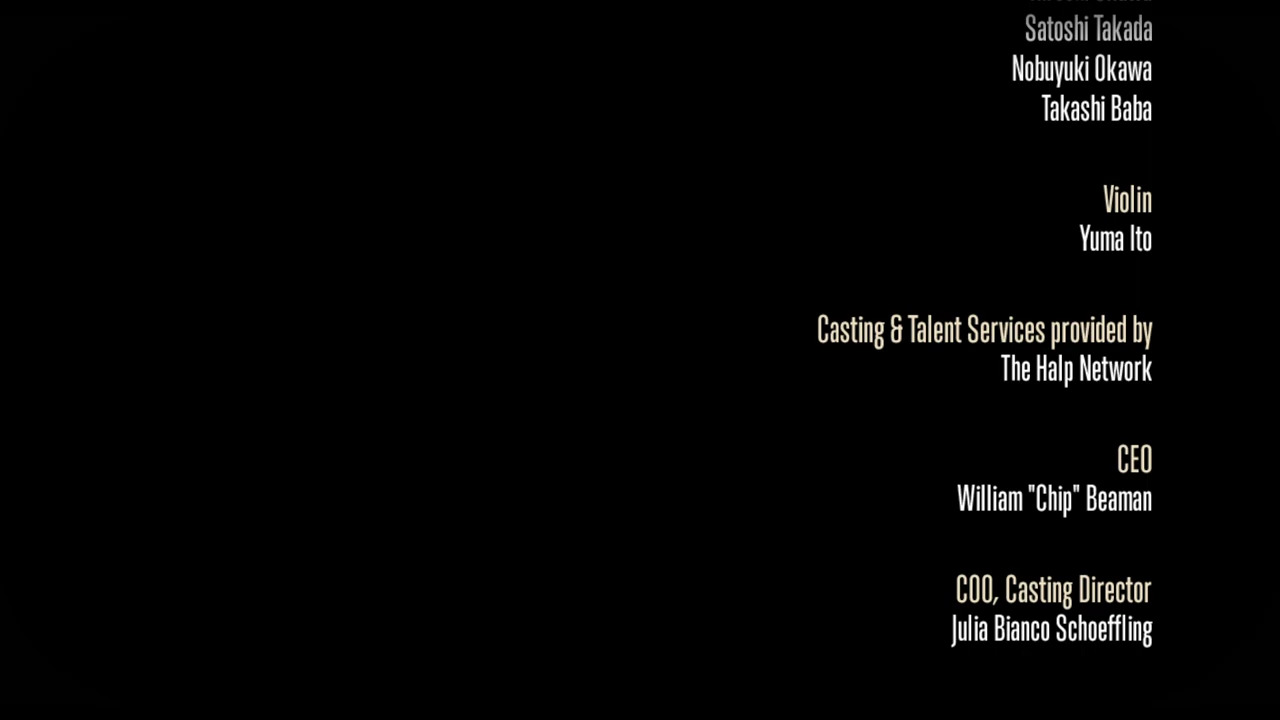 Satoshi Takada
Nobuyuki Okawa
Takashi Baba
Violin
Yuma Ito
Casting & Talent Services provided by
The Halp Network
CEO
William "Chip" Beaman
COO, Casting Director
Julia Bianco Schoeffling